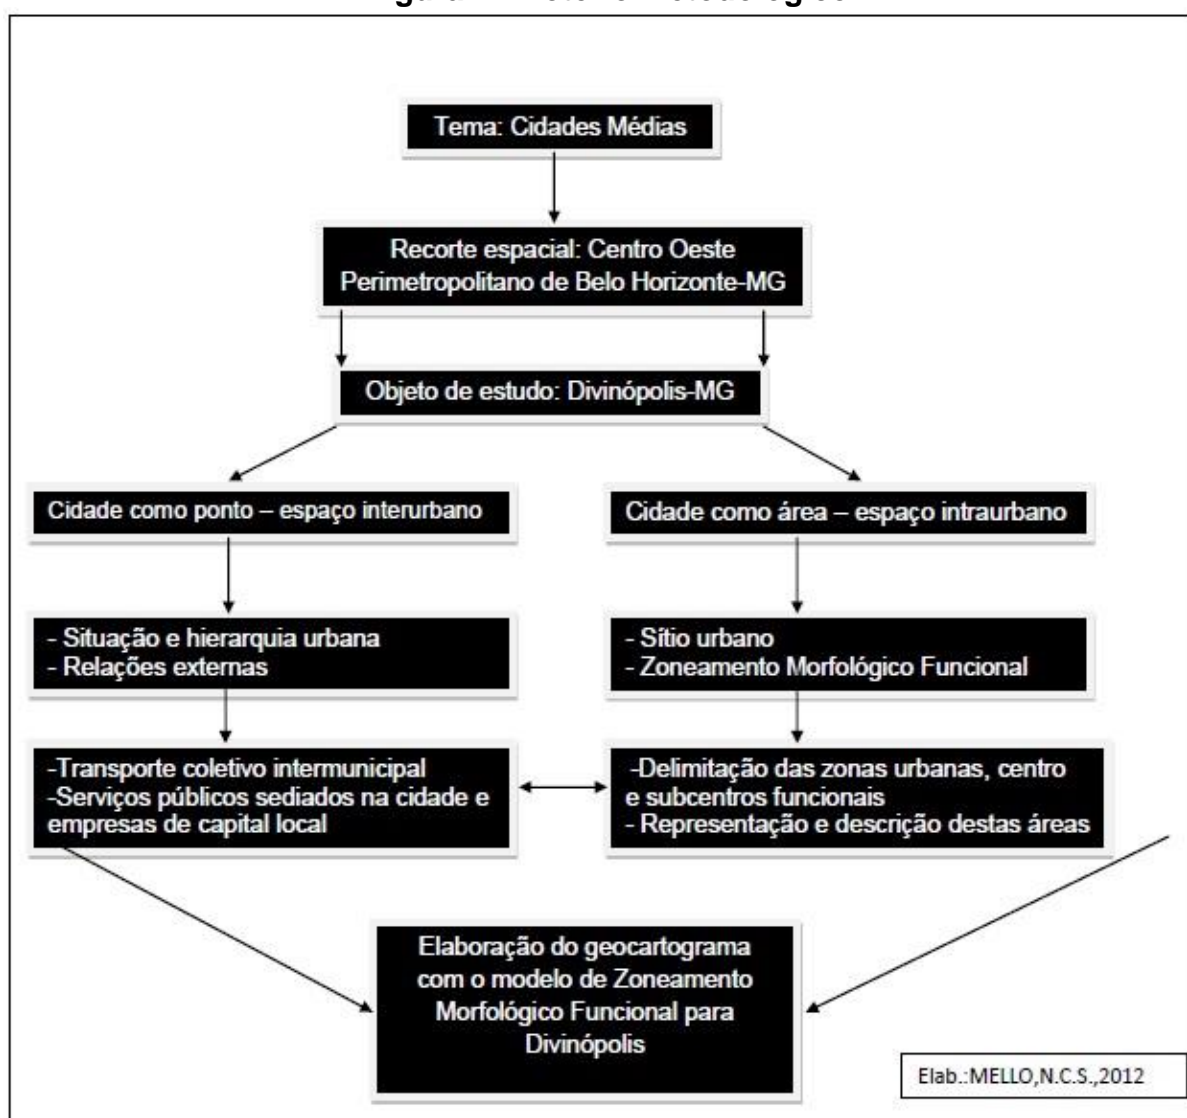 Tema: Cidades Médias
Recorte espacial: Centro Oeste
Perimetropolitano de Belo Horizonte-MG
Objeto de estudo: Divinópolis-MG
Cidade como ponto – espaço interurbano
Cidade como área – espaço intraurbano
- Situação e hierarquia urbana
- Relações externas
- Sítio urbano
- Zoneamento Morfológico Funcional
-Transporte coletivo intermunicipal
-Serviços públicos sediados na cidade e
empresas de capital local
-Delimitação das zonas urbanas, centro
e subcentros funcionais
- Representação e descrição destas áreas
Elaboração do geocartograma
com o modelo de Zoneamento
Morfológico Funcional para
Divinópolis
Elab.:MELLO,N.C.S.,2012